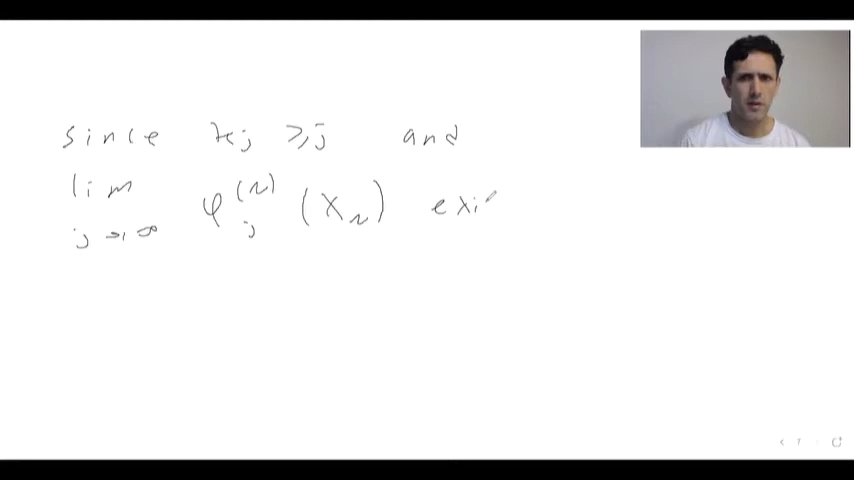 since k_j ≥ j and
lim_{j→∞} φ_j^{(n)} (x_n) exi